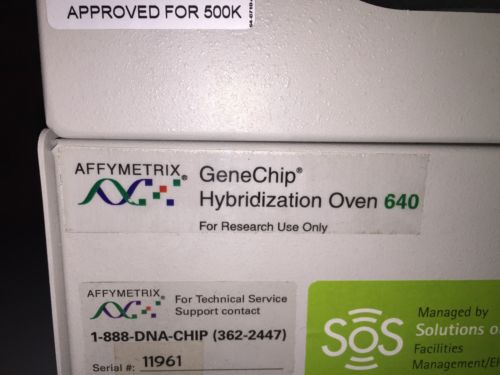 APPROVED FOR 500K
AFFYMETRIX® GeneChip®
Hybridization Oven 640
For Research Use Only
AFFYMETRIX® For Technical Service
Support contact
1-888-DNA-CHIP (362-2447)
Serial #: 11961
SOS
Managed by
Solutions
Facilities
Management/